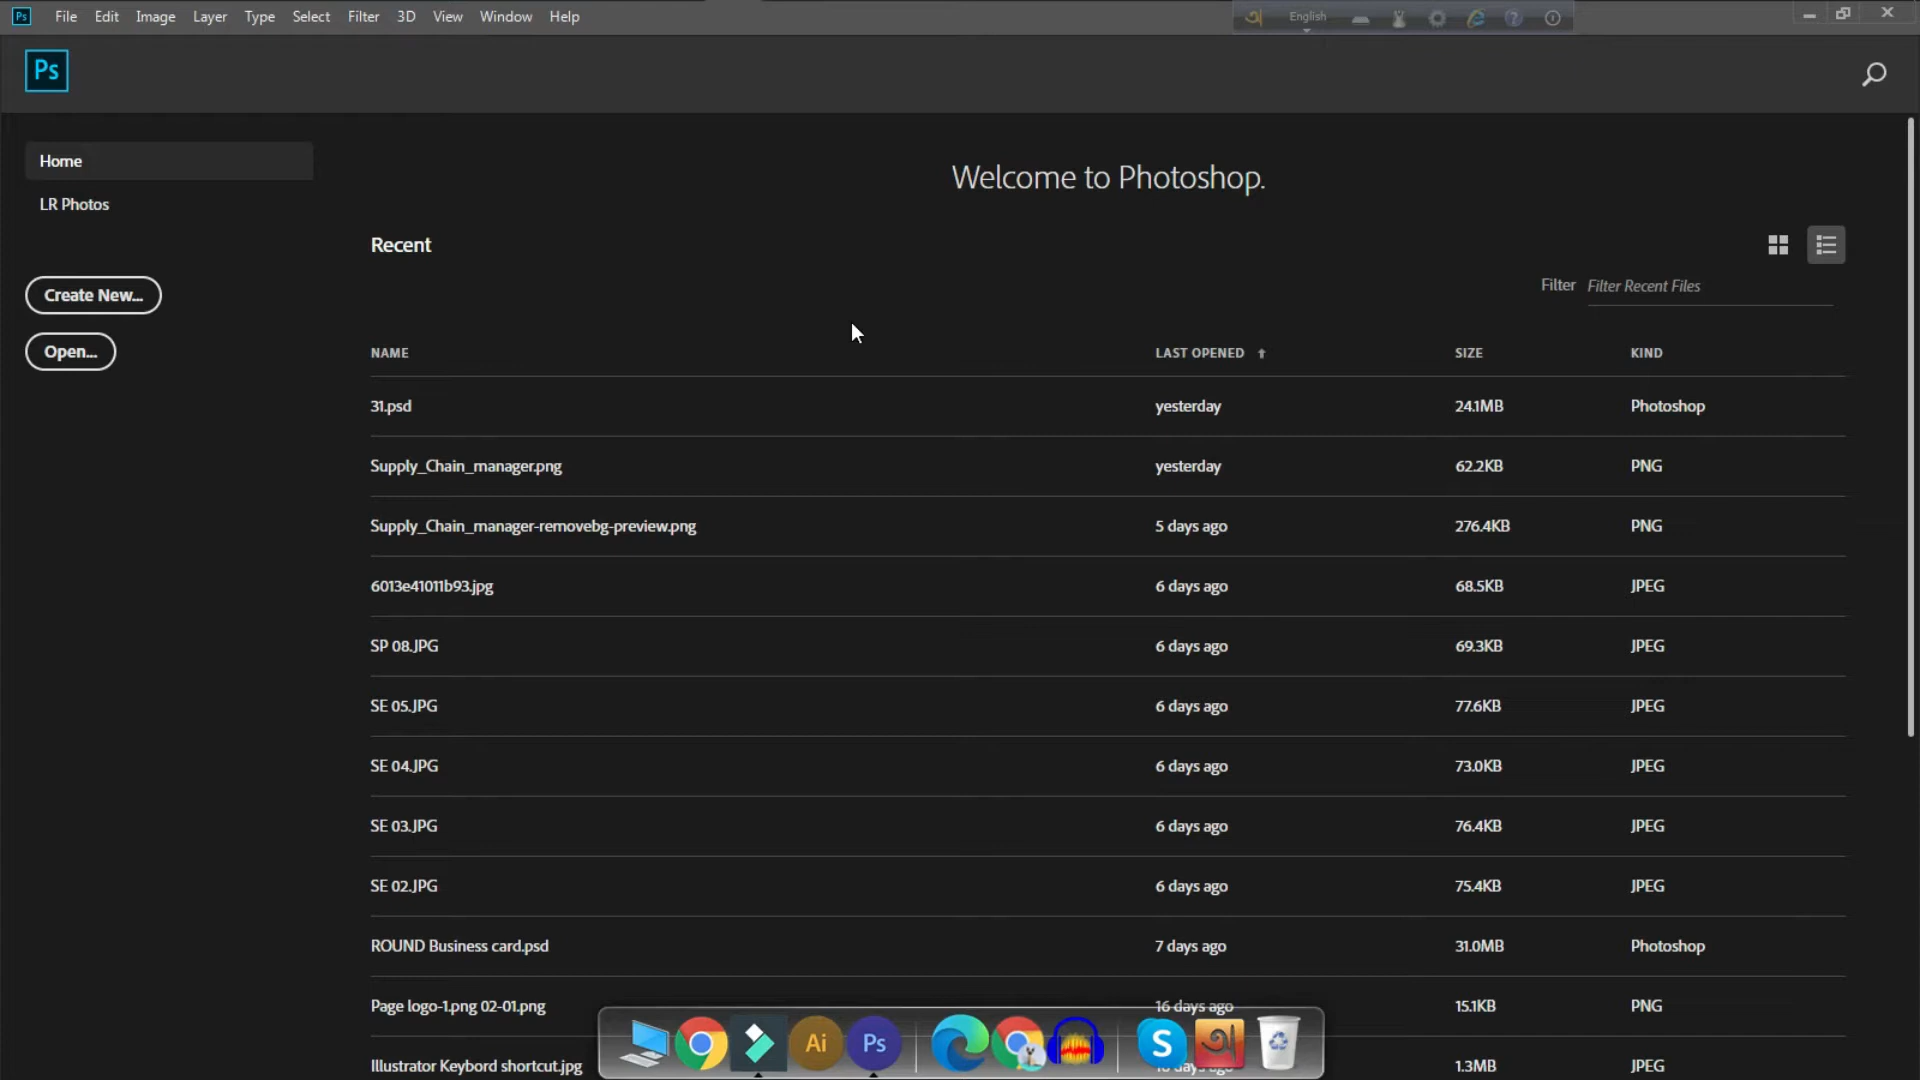 Ps File Edit Image Layer Type Select Filter 3D View Window Help English
Ps
Home
LR Photos
Create New...
Open...
Welcome to Photoshop.
Recent
Filter Filter Recent Files
NAME LAST OPENED SIZE KIND
31.psd yesterday 24.1MB Photoshop
Supply_Chain_manager.png yesterday 62.2KB PNG
Supply_Chain_manager-removebg-preview.png 5 days ago 276.4KB PNG
6013e41011b93.jpg 6 days ago 68.5KB JPEG
SP 08.JPG 6 days ago 69.3KB JPEG
SE 05.JPG 6 days ago 77.6KB JPEG
SE 04.JPG 6 days ago 73.0KB JPEG
SE 03.JPG 6 days ago 76.4KB JPEG
SE 02.JPG 6 days ago 75.4KB JPEG
ROUND Business card.psd 7 days ago 31.0MB Photoshop
Page logo-1.png 02-01.png 16 days ago 15.1KB PNG
Ai Ps S অ
Illustrator Keybord shortcut.jpg days ago 1.3MB JPEG